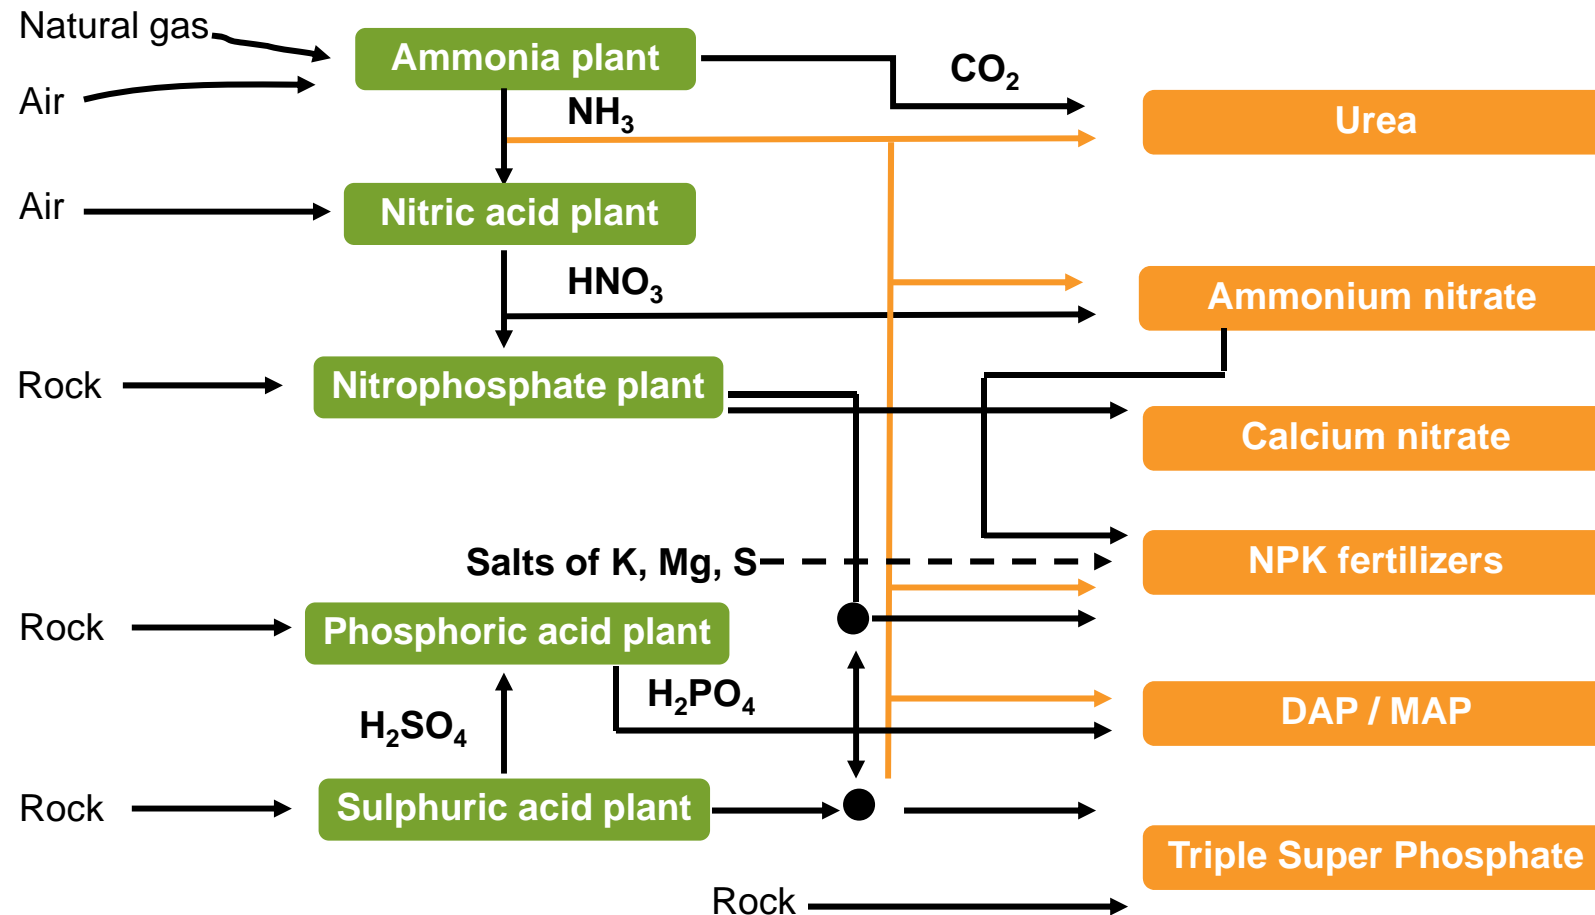 Natural gas
Ammonia plant
CO₂
Air
NH₃
Urea
Air
Nitric acid plant
HNO₃
Ammonium nitrate
Rock
Nitrophosphate plant
Calcium nitrate
Salts of K, Mg, S
NPK fertilizers
Rock
Phosphoric acid plant
H₂PO₄
DAP / MAP
H₂SO₄
Rock
Sulphuric acid plant
Triple Super Phosphate
Rock